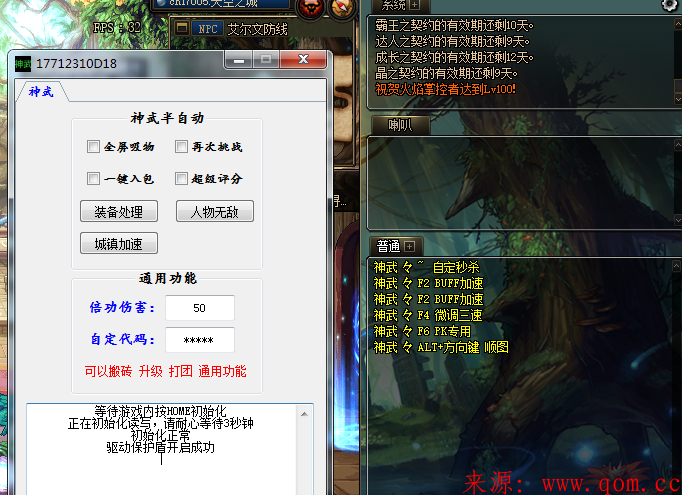 FPS : 32
NPC 艾尔文防线
系统
霸王之契约的有效期还剩10天。
达人之契约的有效期还剩9天。
成长之契约的有效期还剩12天。
晶之契约的有效期还剩9天。
祝贺火焰掌控者达到Lv100!
喇叭
普通
神武 々 ~ 自定秒杀
神武 々 F2 BUFF加速
神武 々 F2 BUFF加速
神武 々 F4 微调三速
神武 々 F6 PK专用
神武 々 ALT+方向键 顺图
神武 17712310D18
神武
神武半自动
全屏吸物 再次挑战
一键入包 超级评分
装备处理 人物无敌
城镇加速
通用功能
倍功伤害: 50
自定代码: *****
可以搬砖 升级 打团 通用功能
等待游戏内按HOME初始化
正在初始化读写，请耐心等待3秒钟
初始化正常
驱动保护盾开启成功
来源: www.qom.cc